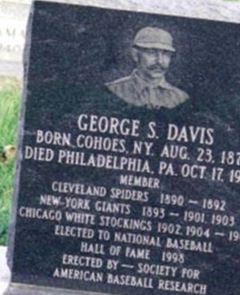 GEORGE S. DAVIS
BORN COHOES, NY. AUG. 23, 187
DIED PHILADELPHIA, PA. OCT. 17, 19
MEMBER
CLEVELAND SPIDERS 1890 — 1892
NEW-YORK GIANTS 1893 — 1901, 1903
CHICAGO WHITE STOCKINGS 1902, 1904 — 19
ELECTED TO NATIONAL BASEBALL
HALL OF FAME 1998
ERECTED BY — SOCIETY FOR
AMERICAN BASEBALL RESEARCH